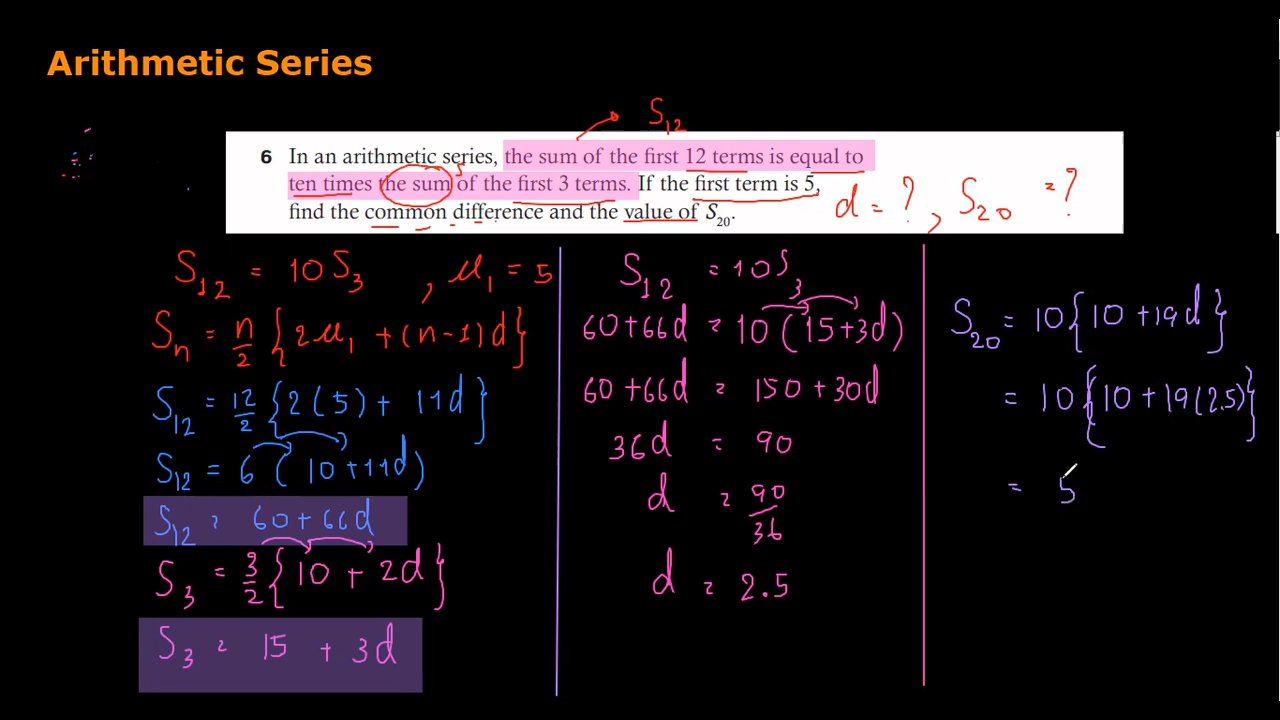 Arithmetic Series
S₁₂
6 In an arithmetic series, the sum of the first 12 terms is equal to
ten times the sum of the first 3 terms. If the first term is 5,
find the common difference and the value of S₂₀.
d = ? , S₂₀ = ?
S₁₂ = 10S₃ , u₁ = 5
Sₙ = n/2 {2u₁ + (n-1)d}
S₁₂ = 12/2 {2(5) + 11d}
S₁₂ = 6 (10+11d)
S₁₂ = 60+66d
S₃ = 3/2 {10 + 2d}
S₃ = 15 + 3d
S₁₂ = 10S₃
60+66d = 10 (15+3d)
60+66d = 150+30d
36d = 90
d = 90/36
d = 2.5
S₂₀ = 10{10+19d}
= 10{10+19(2.5)}
= 5